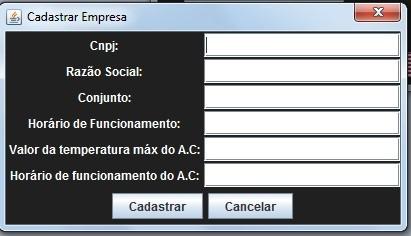 Cadastrar Empresa
Cnpj:
Razão Social:
Conjunto:
Horário de Funcionamento:
Valor da temperatura máx do A.C:
Horário de funcionamento do A.C:
Cadastrar Cancelar